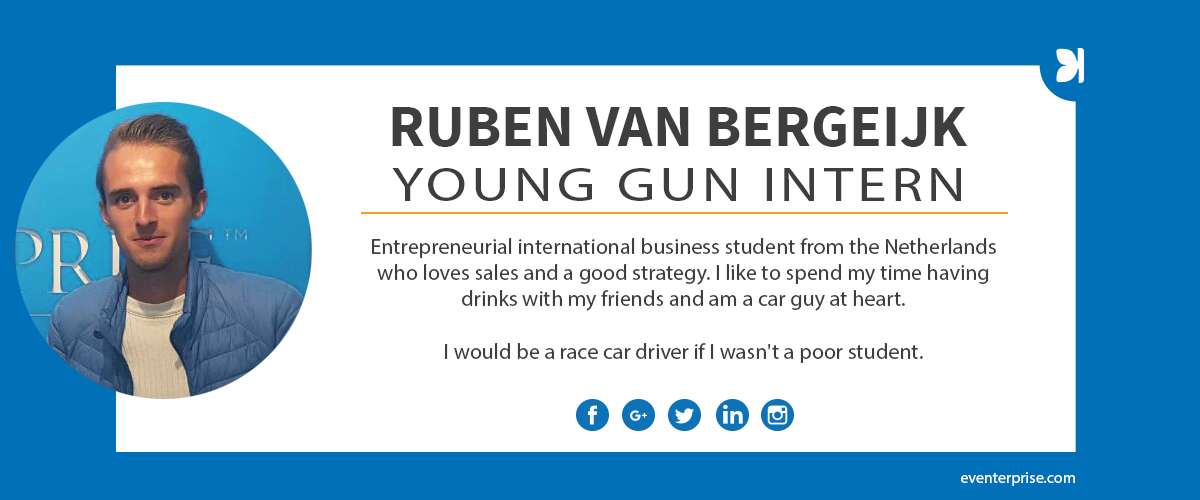 RUBEN VAN BERGEIJK
YOUNG GUN INTERN
PRISE™
Entrepreneurial international business student from the Netherlands
who loves sales and a good strategy. I like to spend my time having
drinks with my friends and am a car guy at heart.
I would be a race car driver if I wasn't a poor student.
f G+ in
eventerprise.com